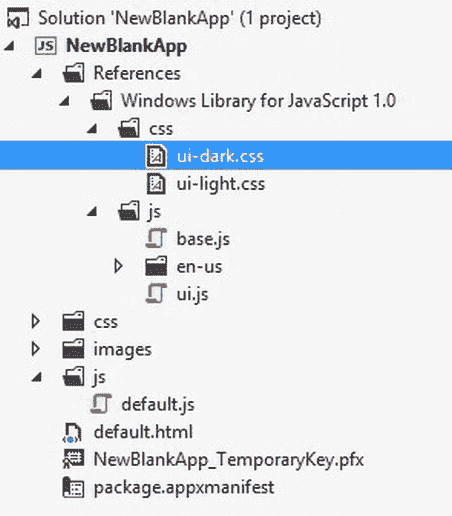 Solution 'NewBlankApp' (1 project)
JS NewBlankApp
References
Windows Library for JavaScript 1.0
css
ui-dark.css
ui-light.css
js
base.js
en-us
ui.js
css
images
js
default.js
default.html
NewBlankApp_TemporaryKey.pfx
package.appxmanifest